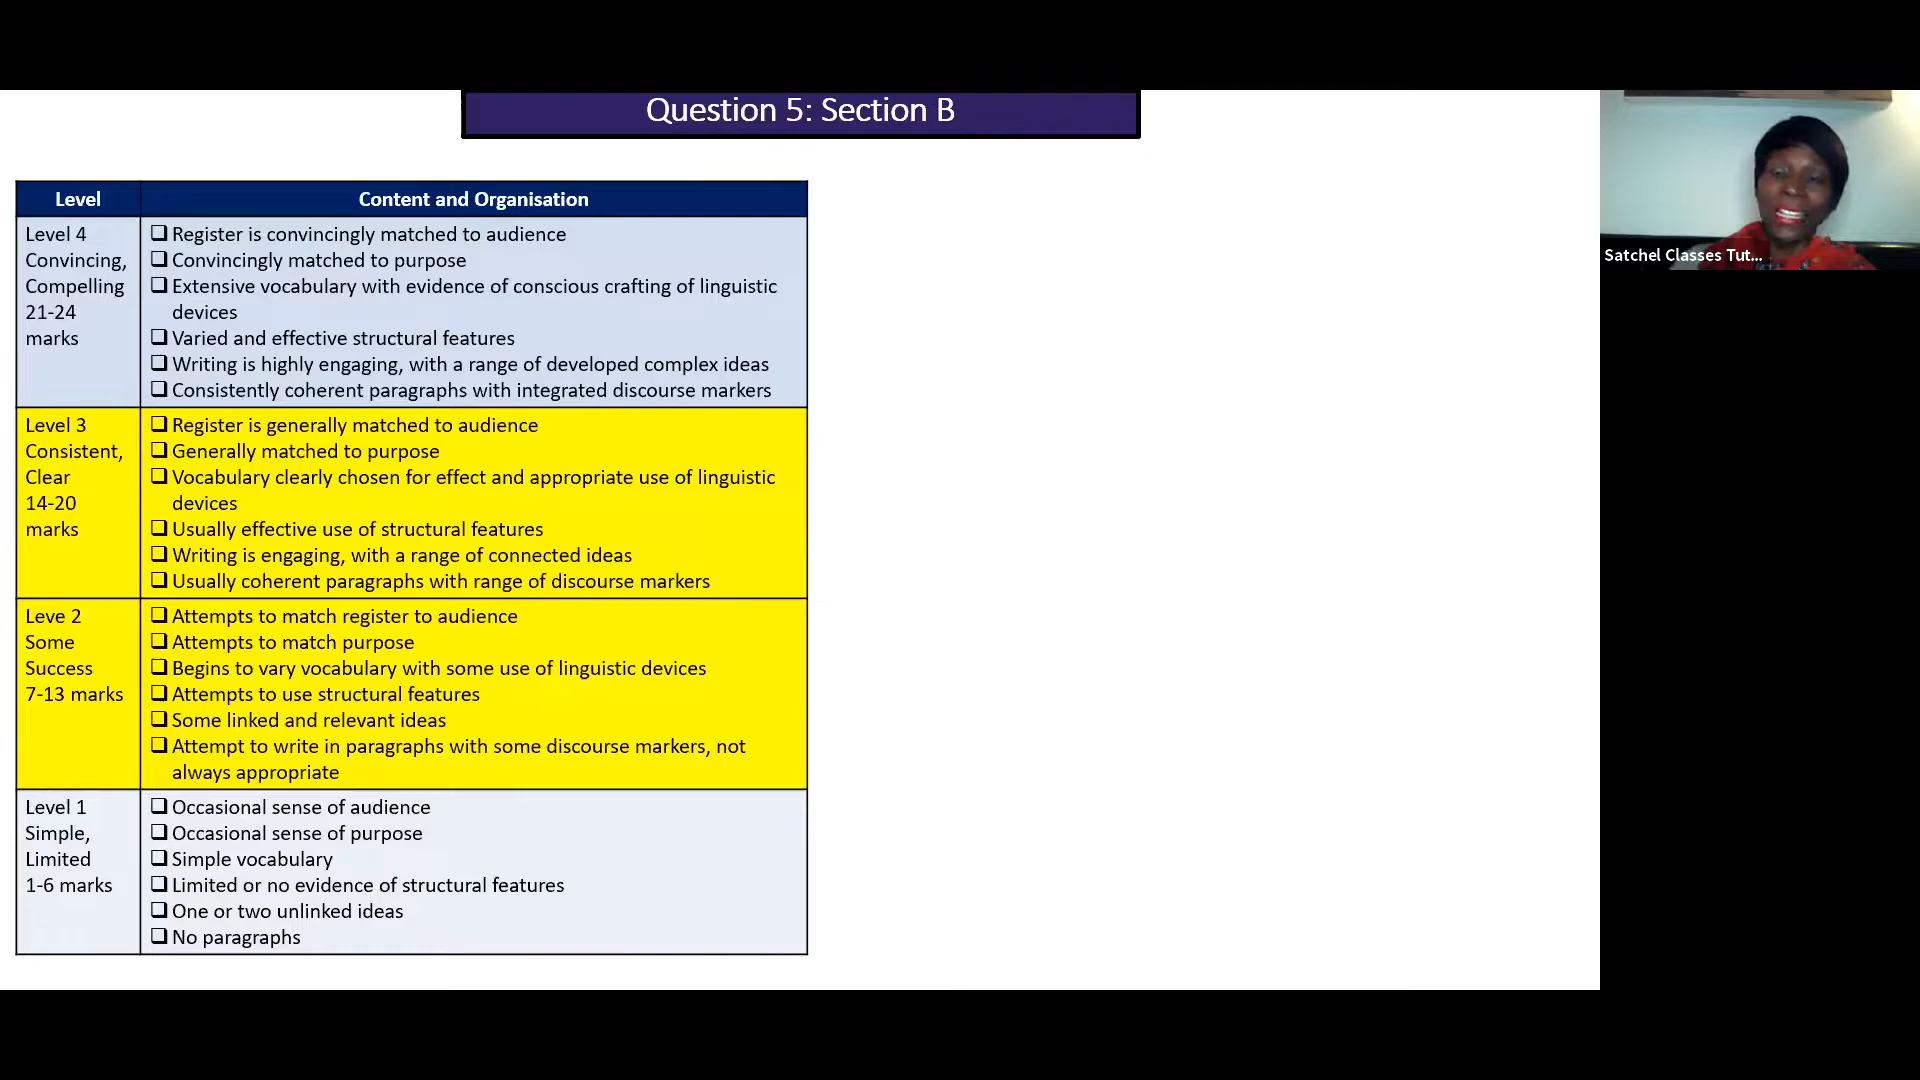 Question 5: Section B
Level
Content and Organisation
Level 4
Convincing,
Compelling
21-24
marks
❑ Register is convincingly matched to audience
❑ Convincingly matched to purpose
❑ Extensive vocabulary with evidence of conscious crafting of linguistic
devices
❑ Varied and effective structural features
❑ Writing is highly engaging, with a range of developed complex ideas
❑ Consistently coherent paragraphs with integrated discourse markers
Level 3
Consistent,
Clear
14-20
marks
❑ Register is generally matched to audience
❑ Generally matched to purpose
❑ Vocabulary clearly chosen for effect and appropriate use of linguistic
devices
❑ Usually effective use of structural features
❑ Writing is engaging, with a range of connected ideas
❑ Usually coherent paragraphs with range of discourse markers
Leve 2
Some
Success
7-13 marks
❑ Attempts to match register to audience
❑ Attempts to match purpose
❑ Begins to vary vocabulary with some use of linguistic devices
❑ Attempts to use structural features
❑ Some linked and relevant ideas
❑ Attempt to write in paragraphs with some discourse markers, not
always appropriate
Level 1
Simple,
Limited
1-6 marks
❑ Occasional sense of audience
❑ Occasional sense of purpose
❑ Simple vocabulary
❑ Limited or no evidence of structural features
❑ One or two unlinked ideas
❑ No paragraphs
Satchel Classes Tut...